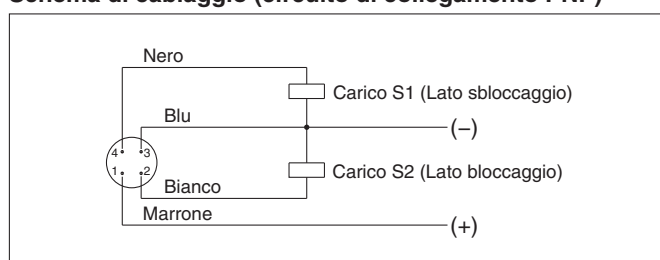 Schema di cablaggio (circuito di collegamento PNP)
Nero
Carico S1 (Lato sbloccaggio)
Blu
(−)
4 3
1 2
Carico S2 (Lato bloccaggio)
Bianco
Marrone
(+)